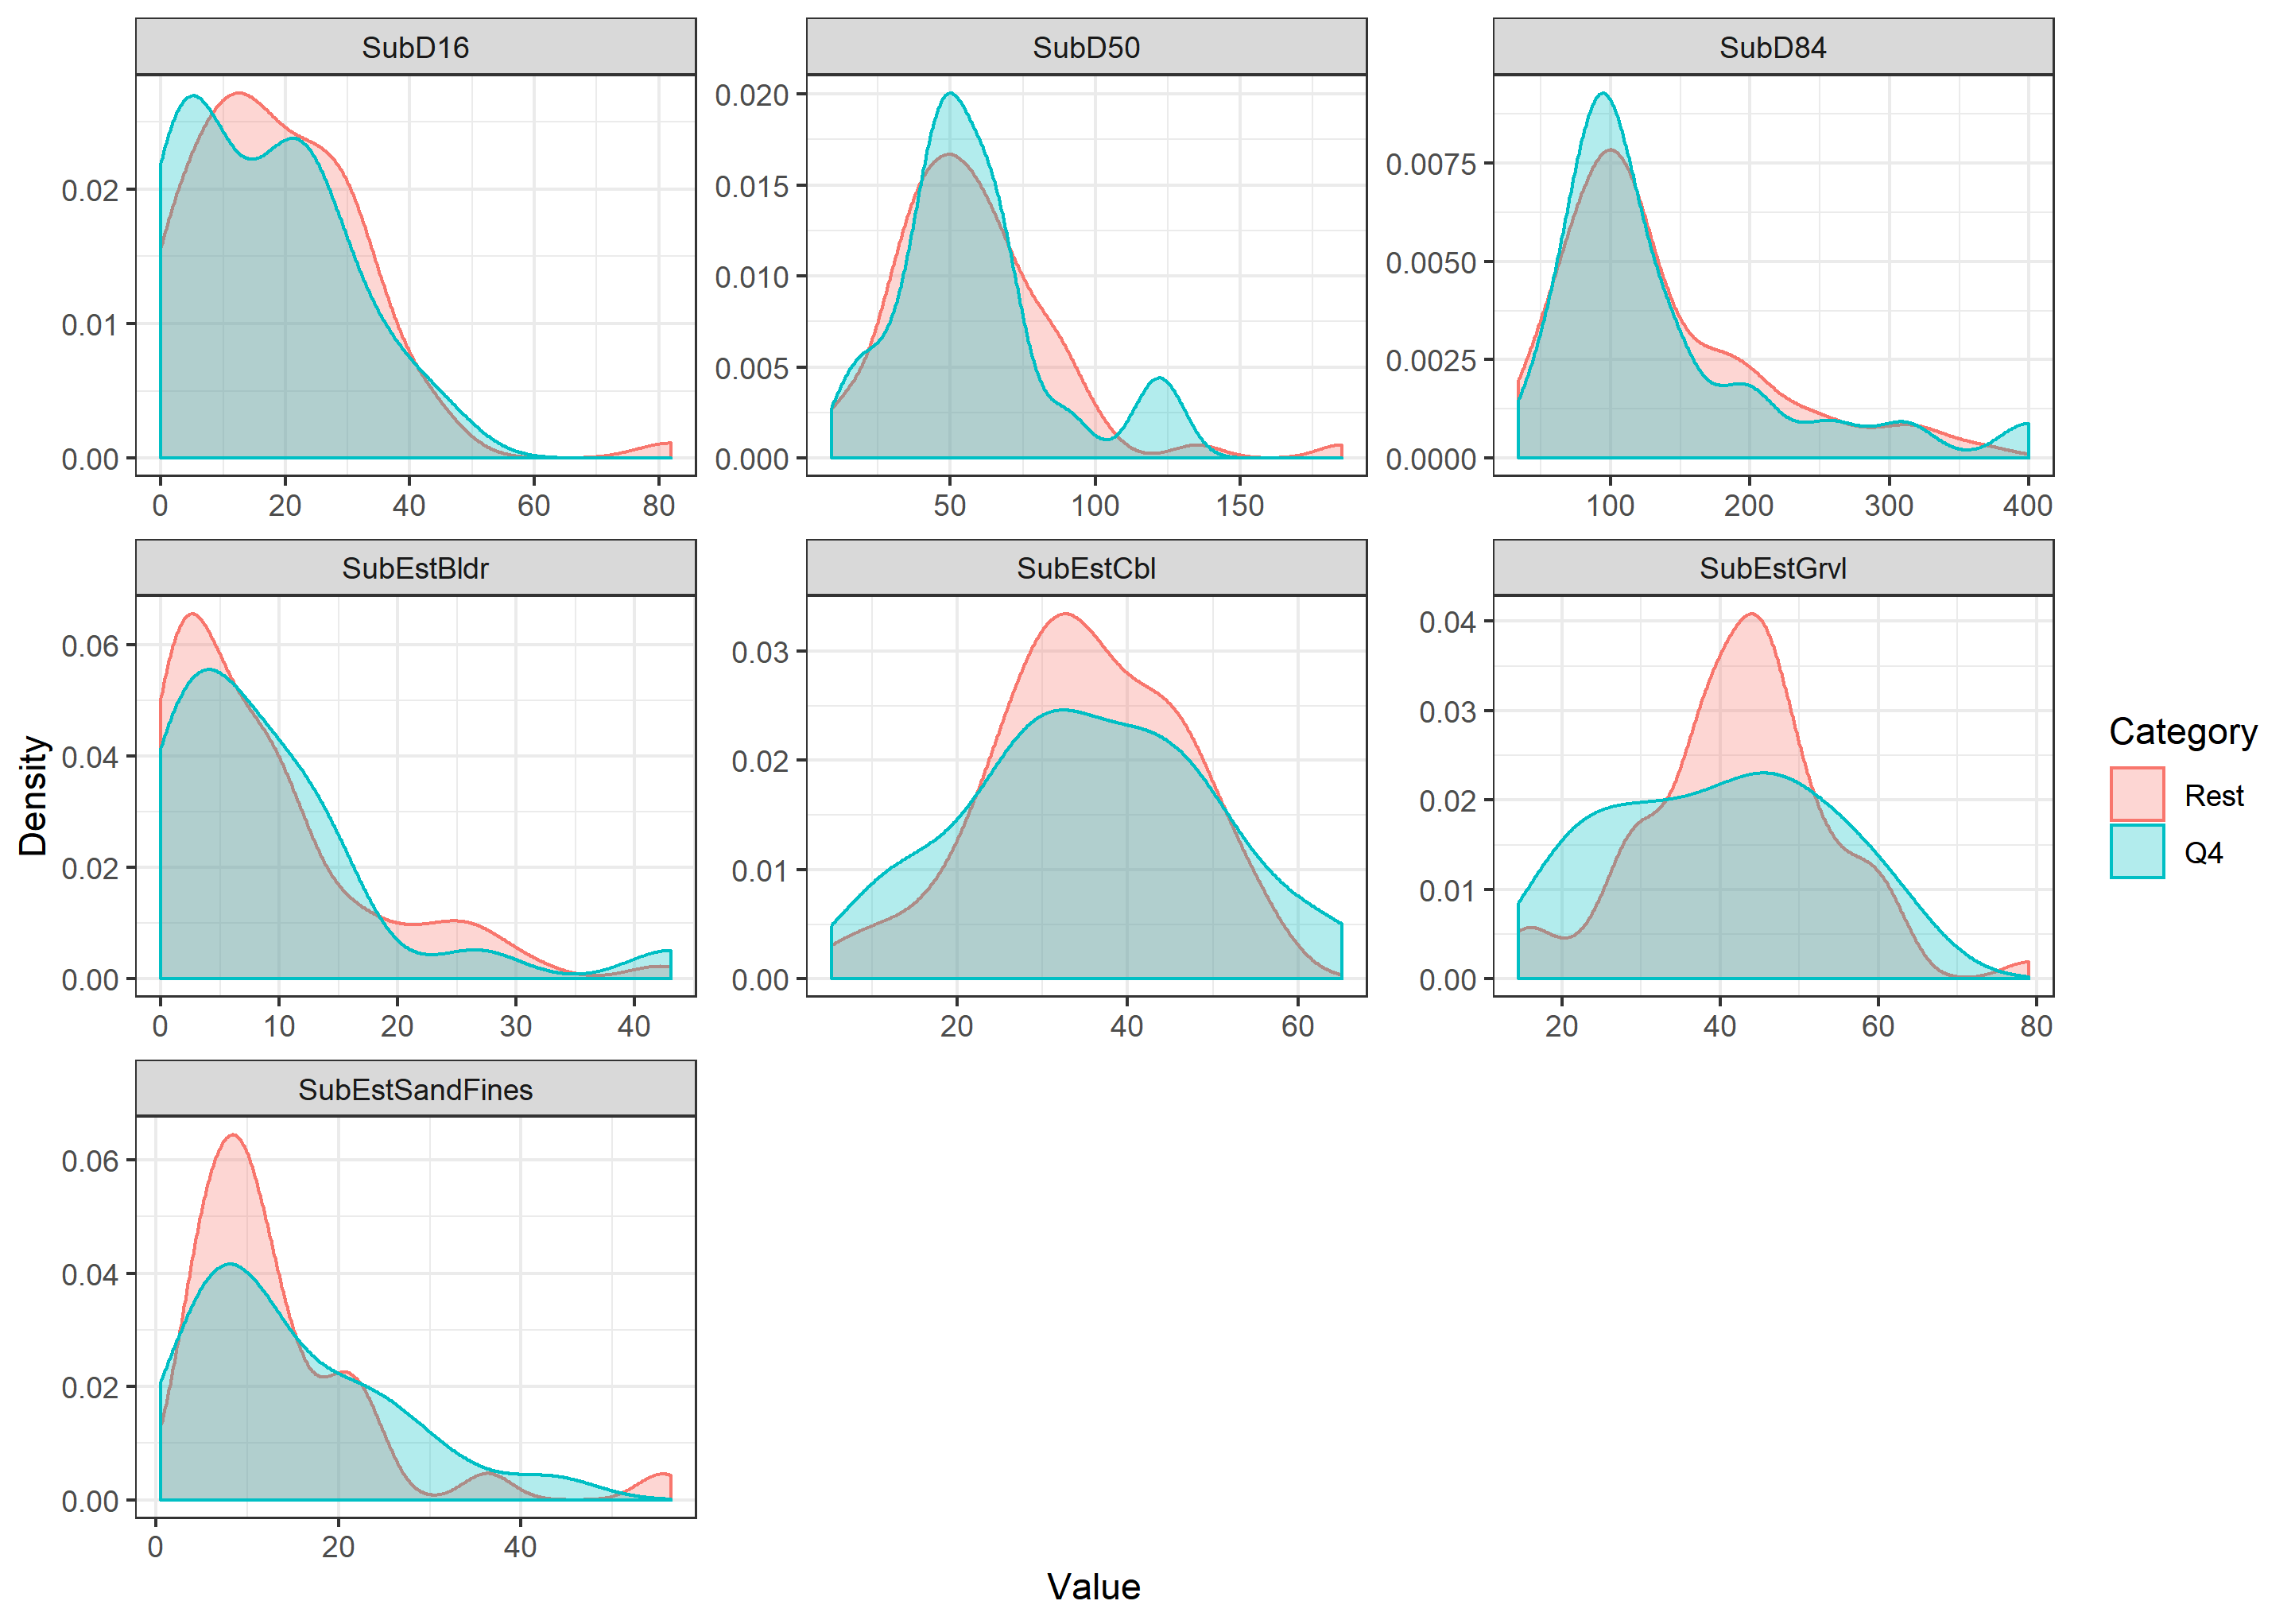 SubD16 SubD50 SubD84
0.02
0.01
0.00
0 20 40 60 80
0.020
0.015
0.010
0.005
0.000
50 100 150
0.0075
0.0050
0.0025
0.0000
100 200 300 400
SubEstBldr SubEstCbl SubEstGrvl
0.06
0.04
0.02
0.00
0 10 20 30 40
0.03
0.02
0.01
0.00
20 40 60
0.04
0.03
0.02
0.01
0.00
20 40 60 80
SubEstSandFines
0.06
0.04
0.02
0.00
0 20 40
Density
Value
Category
Rest
Q4